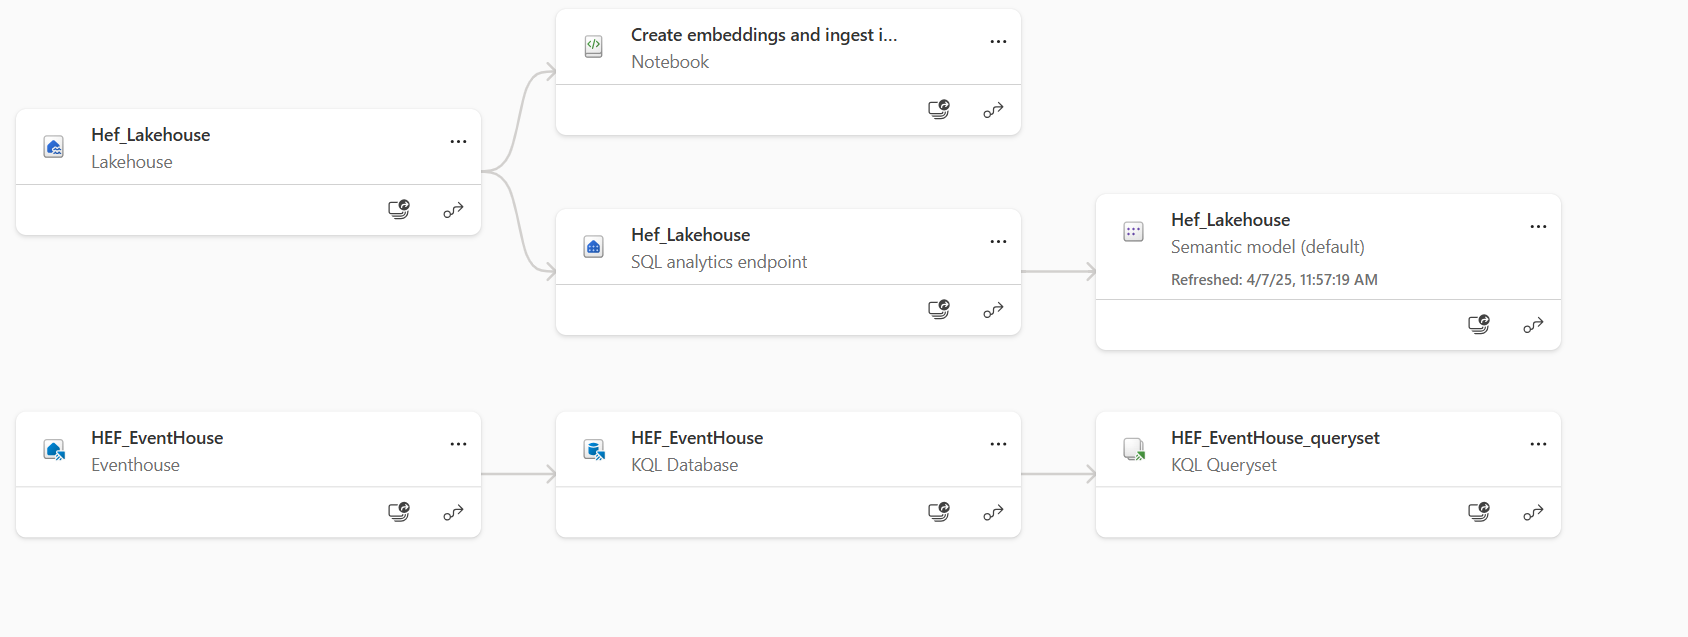 Create embeddings and ingest i...
Notebook
Hef_Lakehouse
Lakehouse
Hef_Lakehouse
SQL analytics endpoint
Hef_Lakehouse
Semantic model (default)
Refreshed: 4/7/25, 11:57:19 AM
HEF_EventHouse
Eventhouse
HEF_EventHouse
KQL Database
HEF_EventHouse_queryset
KQL Queryset